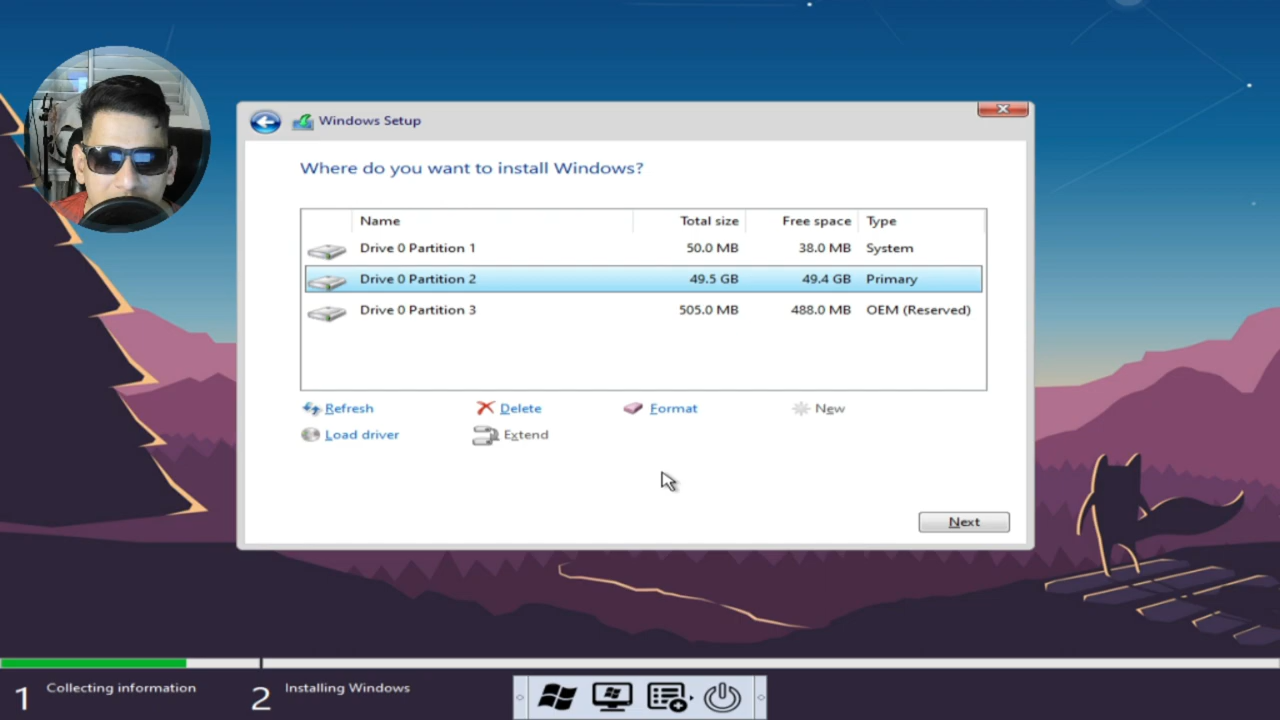 Windows Setup
Where do you want to install Windows?
Name Total size Free space Type
Drive 0 Partition 1 50.0 MB 38.0 MB System
Drive 0 Partition 2 49.5 GB 49.4 GB Primary
Drive 0 Partition 3 505.0 MB 488.0 MB OEM (Reserved)
Refresh Delete Format New
Load driver Extend
Next
1 Collecting information 2 Installing Windows